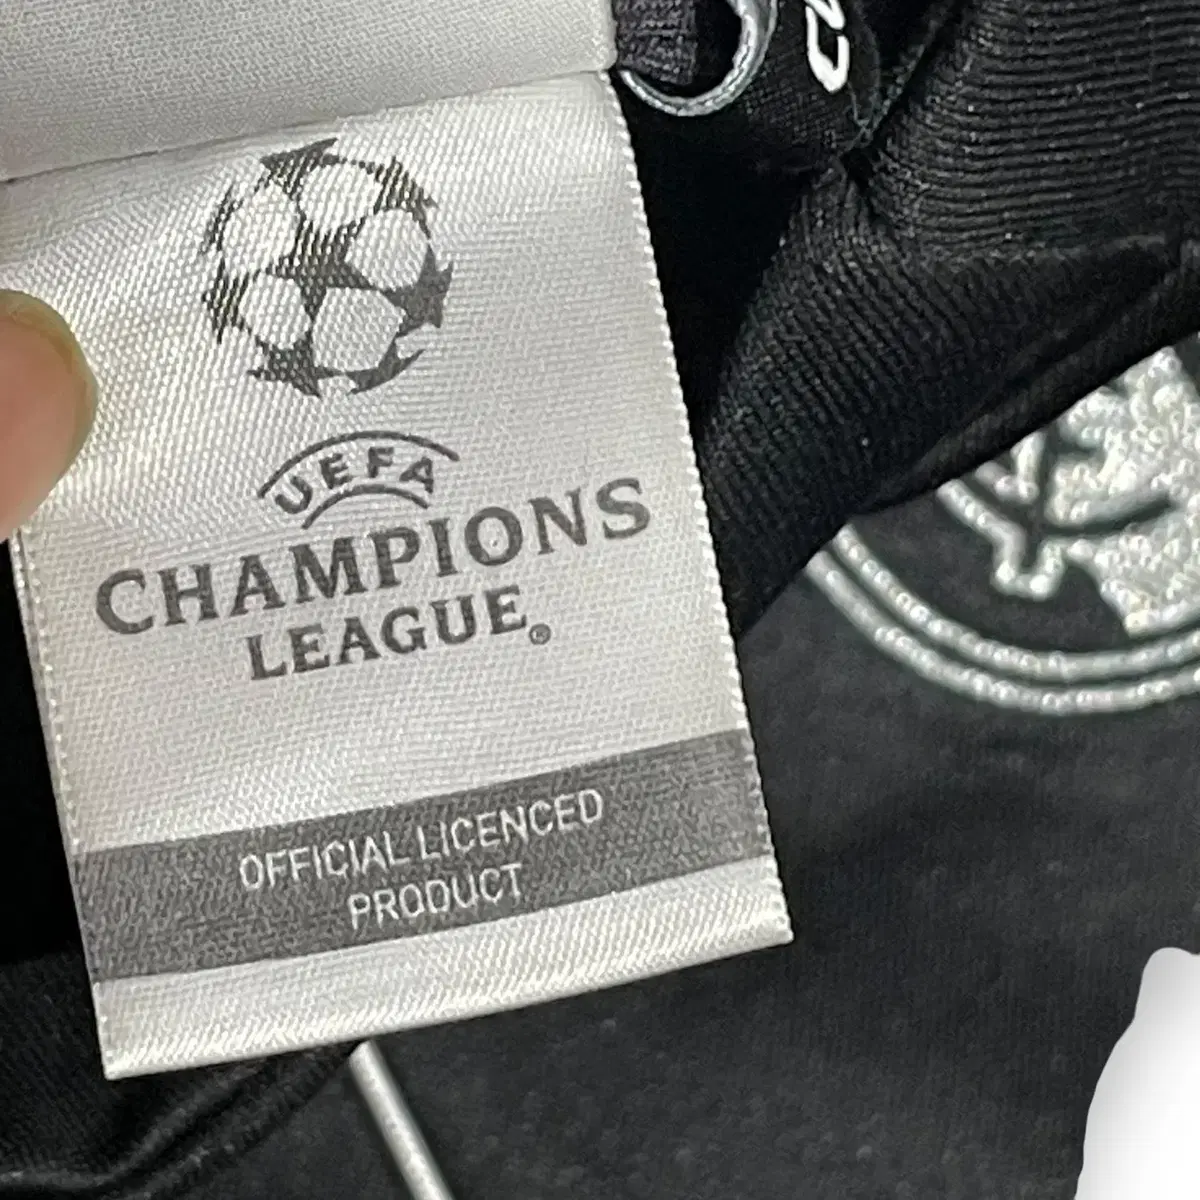 UEFA
CHAMPIONS
LEAGUE®
OFFICIAL LICENCED
PRODUCT